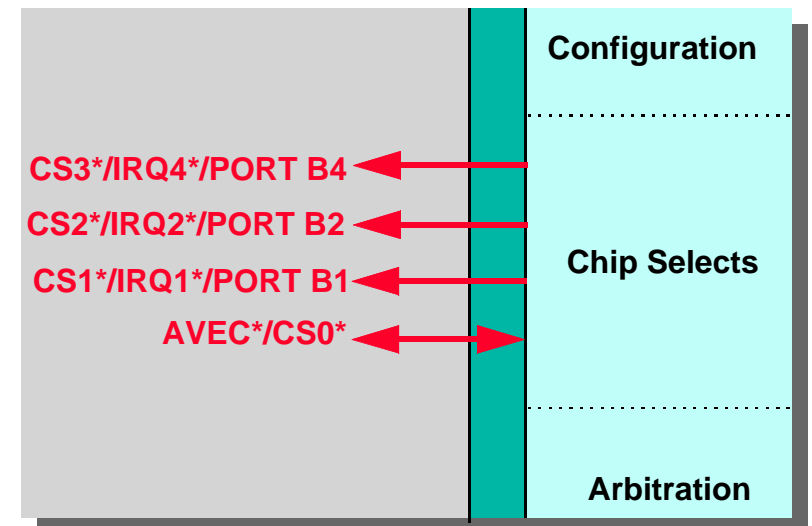 Configuration
CS3*/IRQ4*/PORT B4
CS2*/IRQ2*/PORT B2
Chip Selects
CS1*/IRQ1*/PORT B1
AVEC*/CS0*
Arbitration